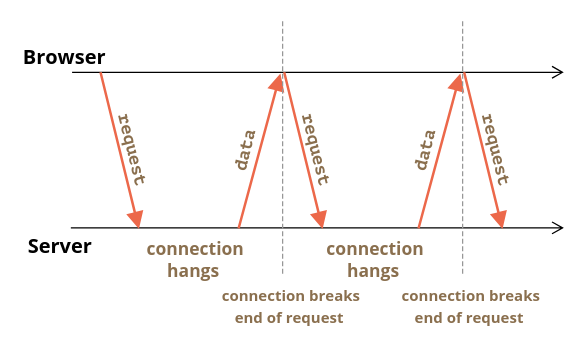 Browser
request
data
request
data
request
Server
connection
hangs
connection
hangs
connection breaks
end of request
connection breaks
end of request